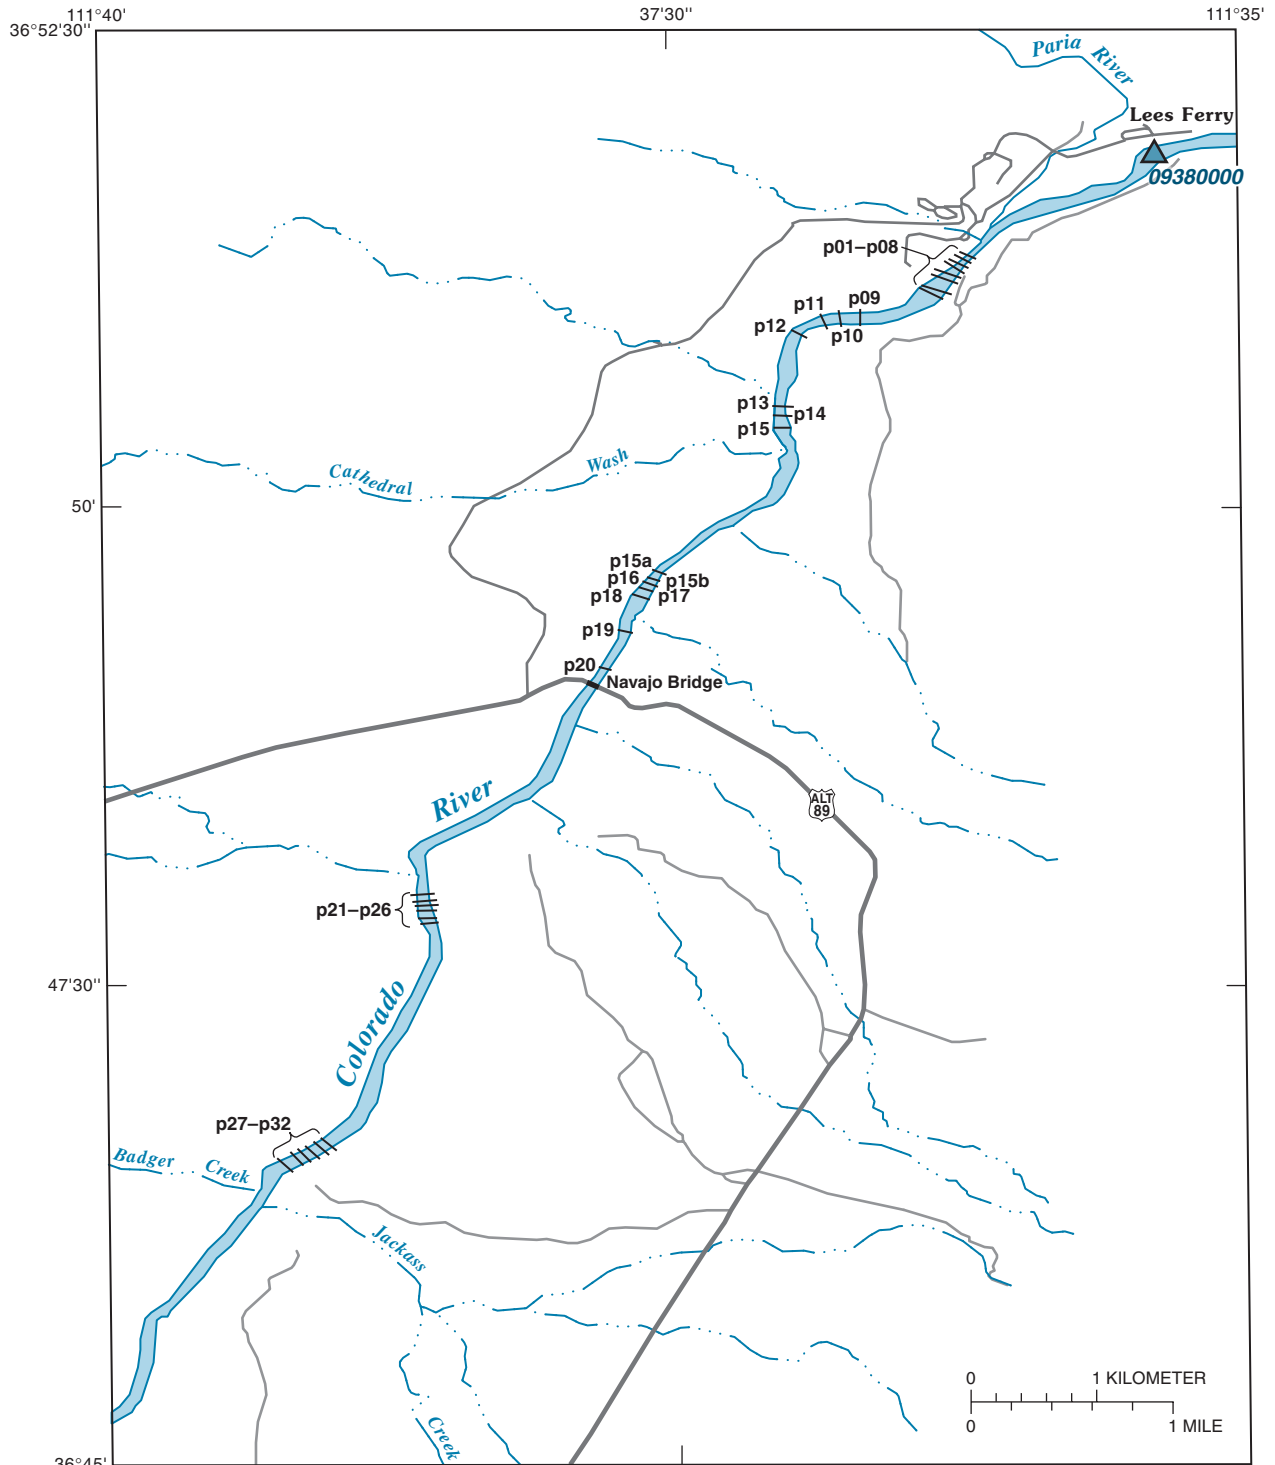 111°40'
37'30''
111°35'
36°52'30''
Paria River
Lees Ferry
09380000
p01–p08
p11
p09
p12
p10
p13
p14
p15
Cathedral Wash
50'
p15a
p16
p15b
p18
p17
p19
p20
Navajo Bridge
ALT
89
River
p21–p26
47'30''
Colorado
p27–p32
Badger Creek
Jackass
Creek
0
1 KILOMETER
0
1 MILE
36°45'